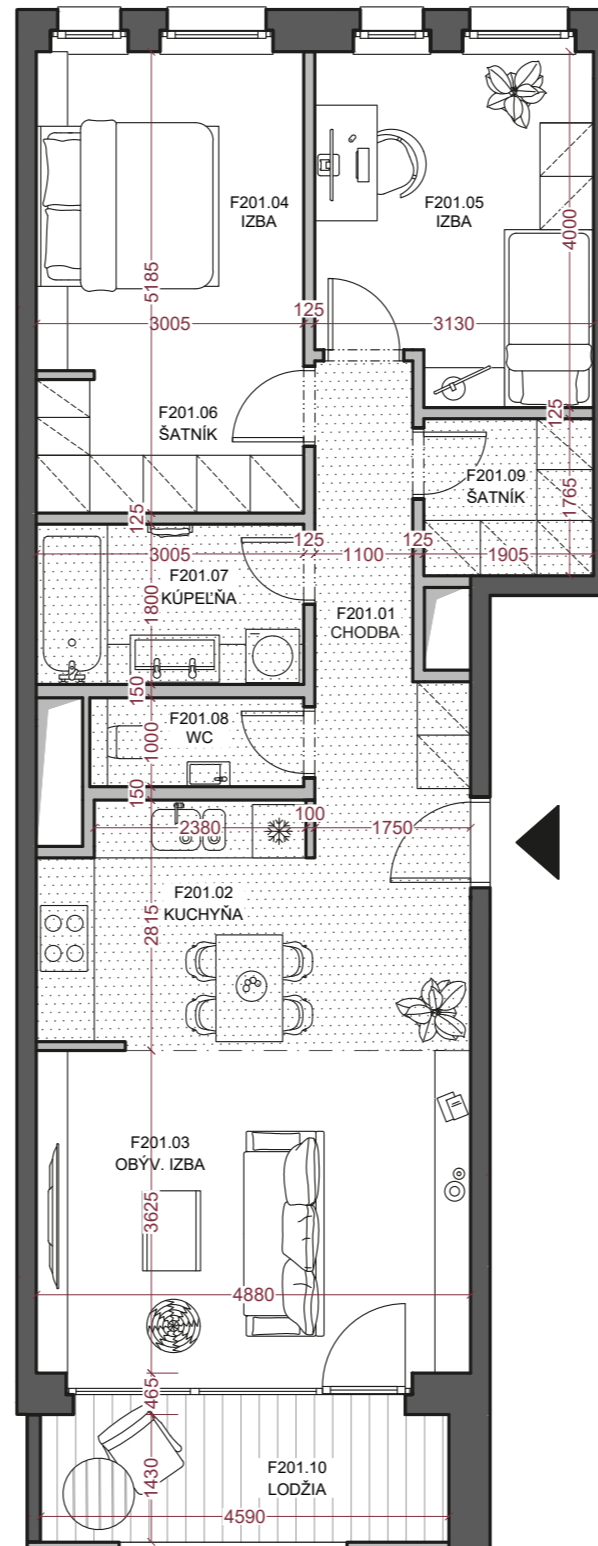 F201.04
IZBA
F201.05
IZBA
5185
4000
3005
125
3130
F201.06
ŠATNÍK
125
F201.09
ŠATNÍK
1765
125
3005
125
1100
125
1905
F201.07
KÚPEĽŇA
1800
F201.01
CHODBA
150
F201.08
WC
1000
150
2380
100
1750
F201.02
KUCHYŇA
2815
F201.03
OBÝV. IZBA
3625
4880
465
F201.10
LODŽIA
1430
4590